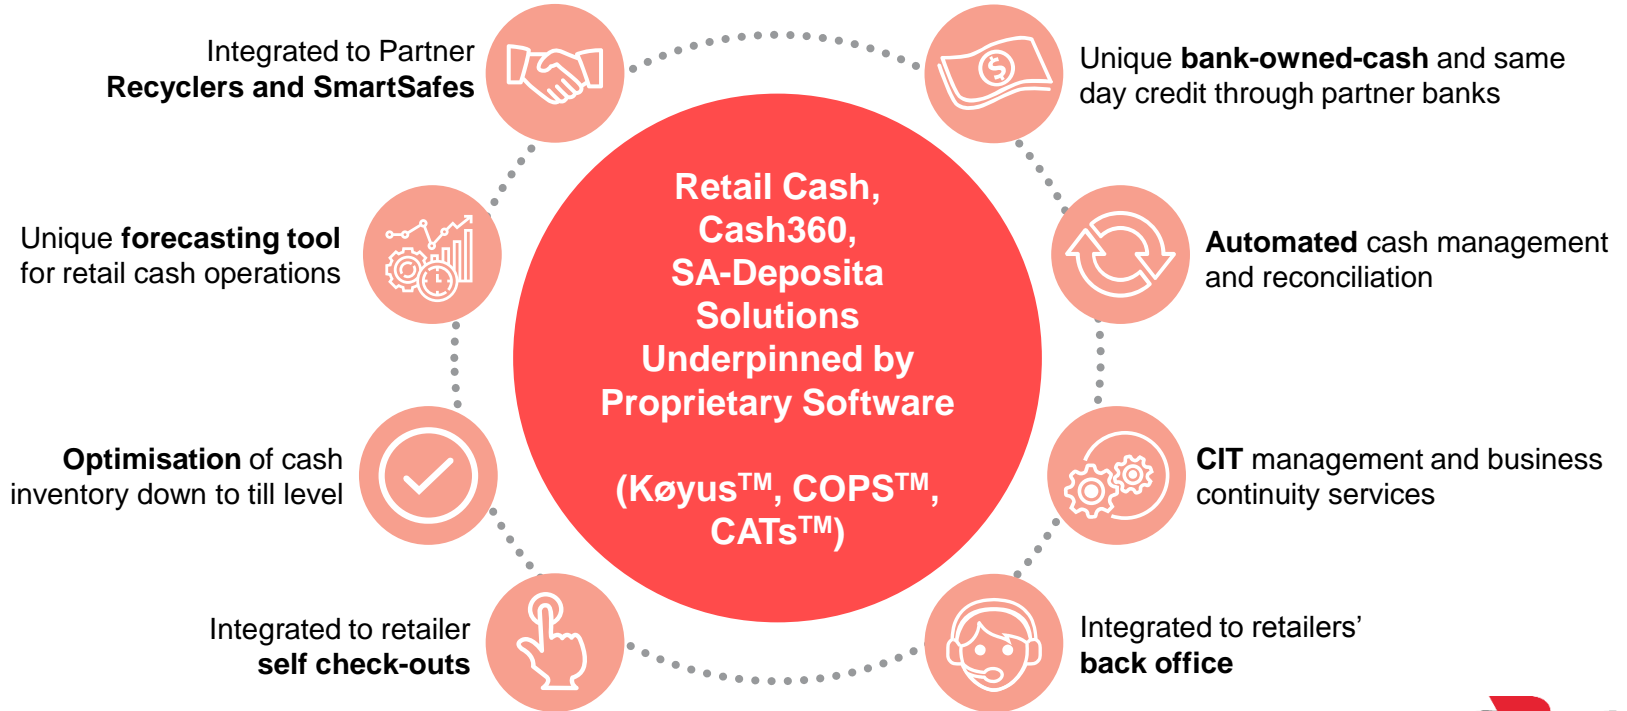 Integrated to Partner
Recyclers and SmartSafes
Unique bank-owned-cash and same
day credit through partner banks
Unique forecasting tool
for retail cash operations
Automated cash management
and reconciliation
Retail Cash,
Cash360,
SA-Deposita
Solutions
Underpinned by
Proprietary Software
(Køyus™, COPS™,
CATs™)
Optimisation of cash
inventory down to till level
CIT management and business
continuity services
Integrated to retailer
self check-outs
Integrated to retailers’
back office
$